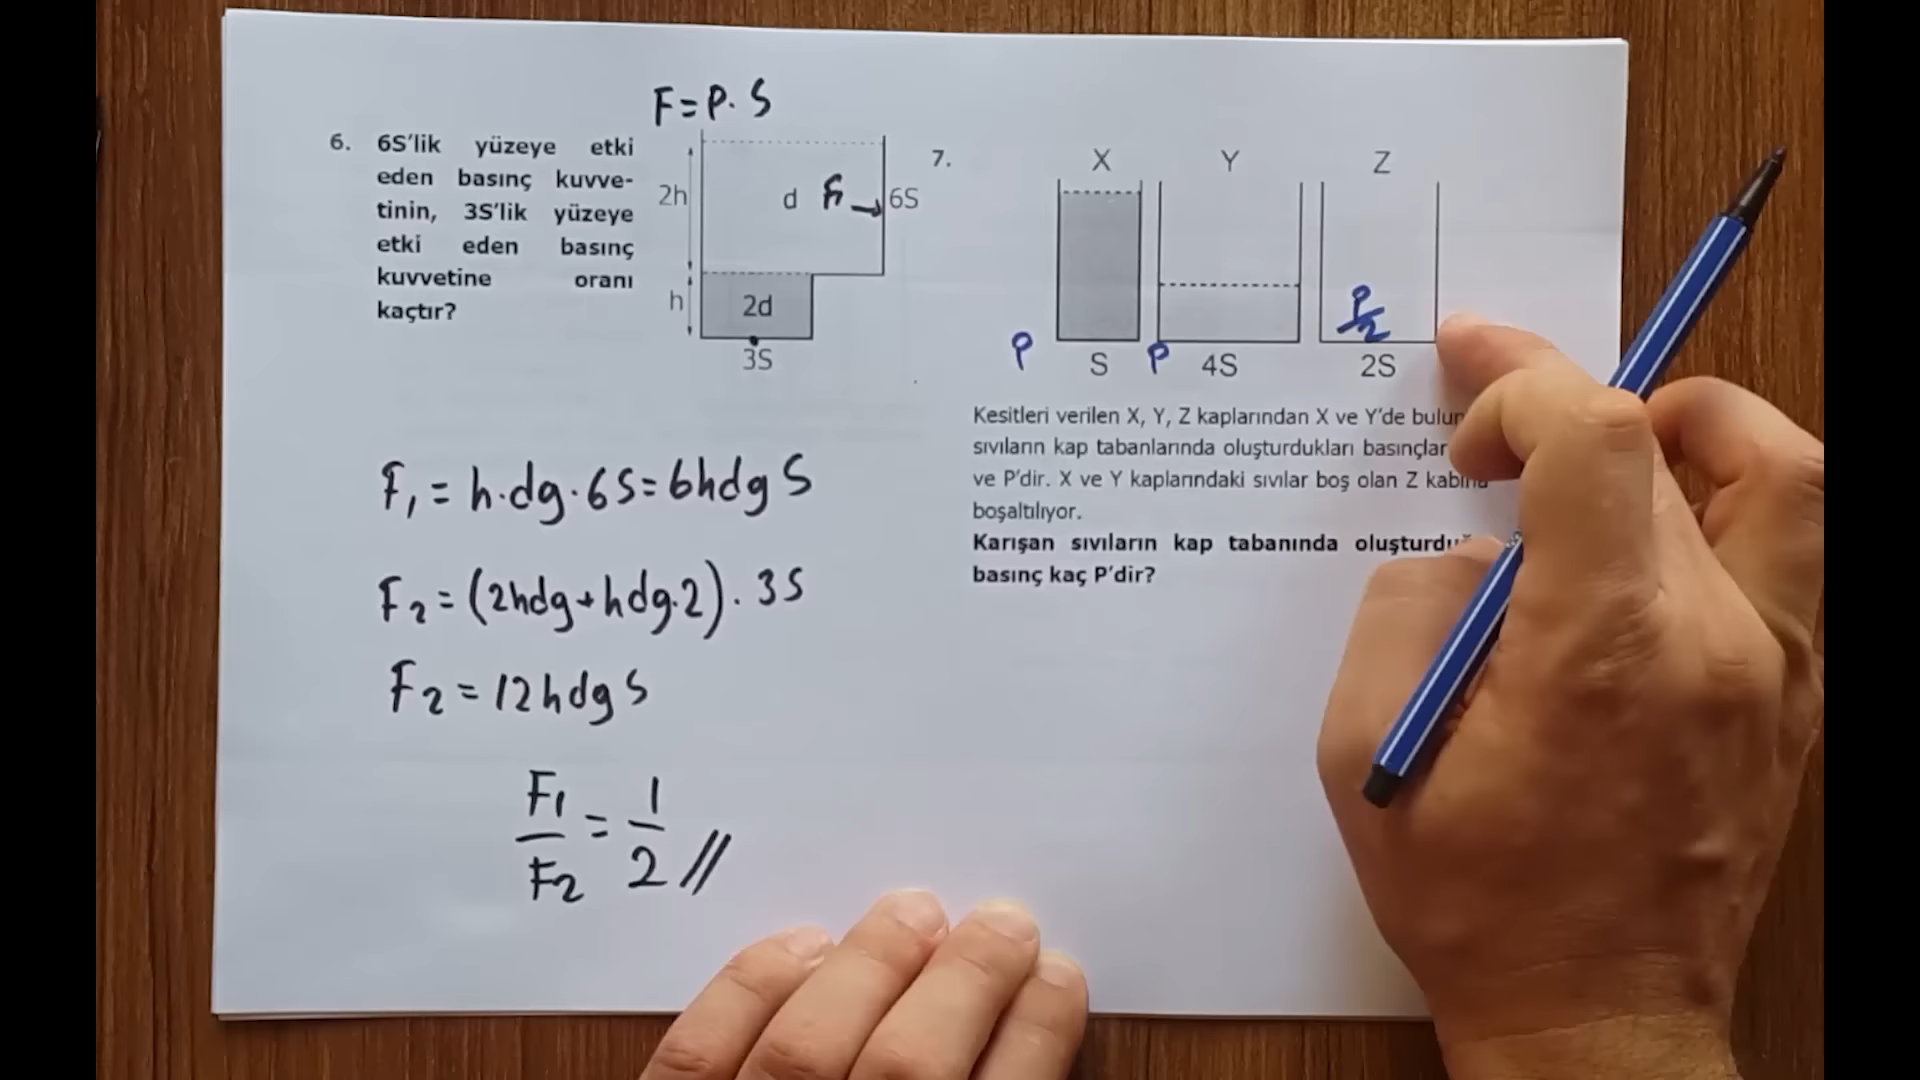 F=P.S
6. 6S'lik yüzeye etki
eden basınç kuvve-
tinin, 3S'lik yüzeye
etki eden basınç
kuvvetine oranı
kaçtır?
2h
d F₁ 6S
h
2d
3S
F₁ = h.dg.6S=6hdgS
F₂ = (2hdg+hdg.2).3S
F₂ = 12hdgS
F₁/F₂ = 1/2 //
7.
X Y Z
P/2
P S P 4S 2S
Kesitleri verilen X, Y, Z kaplarından X ve Y'de
sıvıların kap tabanlarında oluşturdukları basınçlar
ve P'dir. X ve Y kaplarındaki sıvılar boş olan Z
boşaltılıyor.
Karışan sıvıların kap tabanında
basınç kaç P'dir?